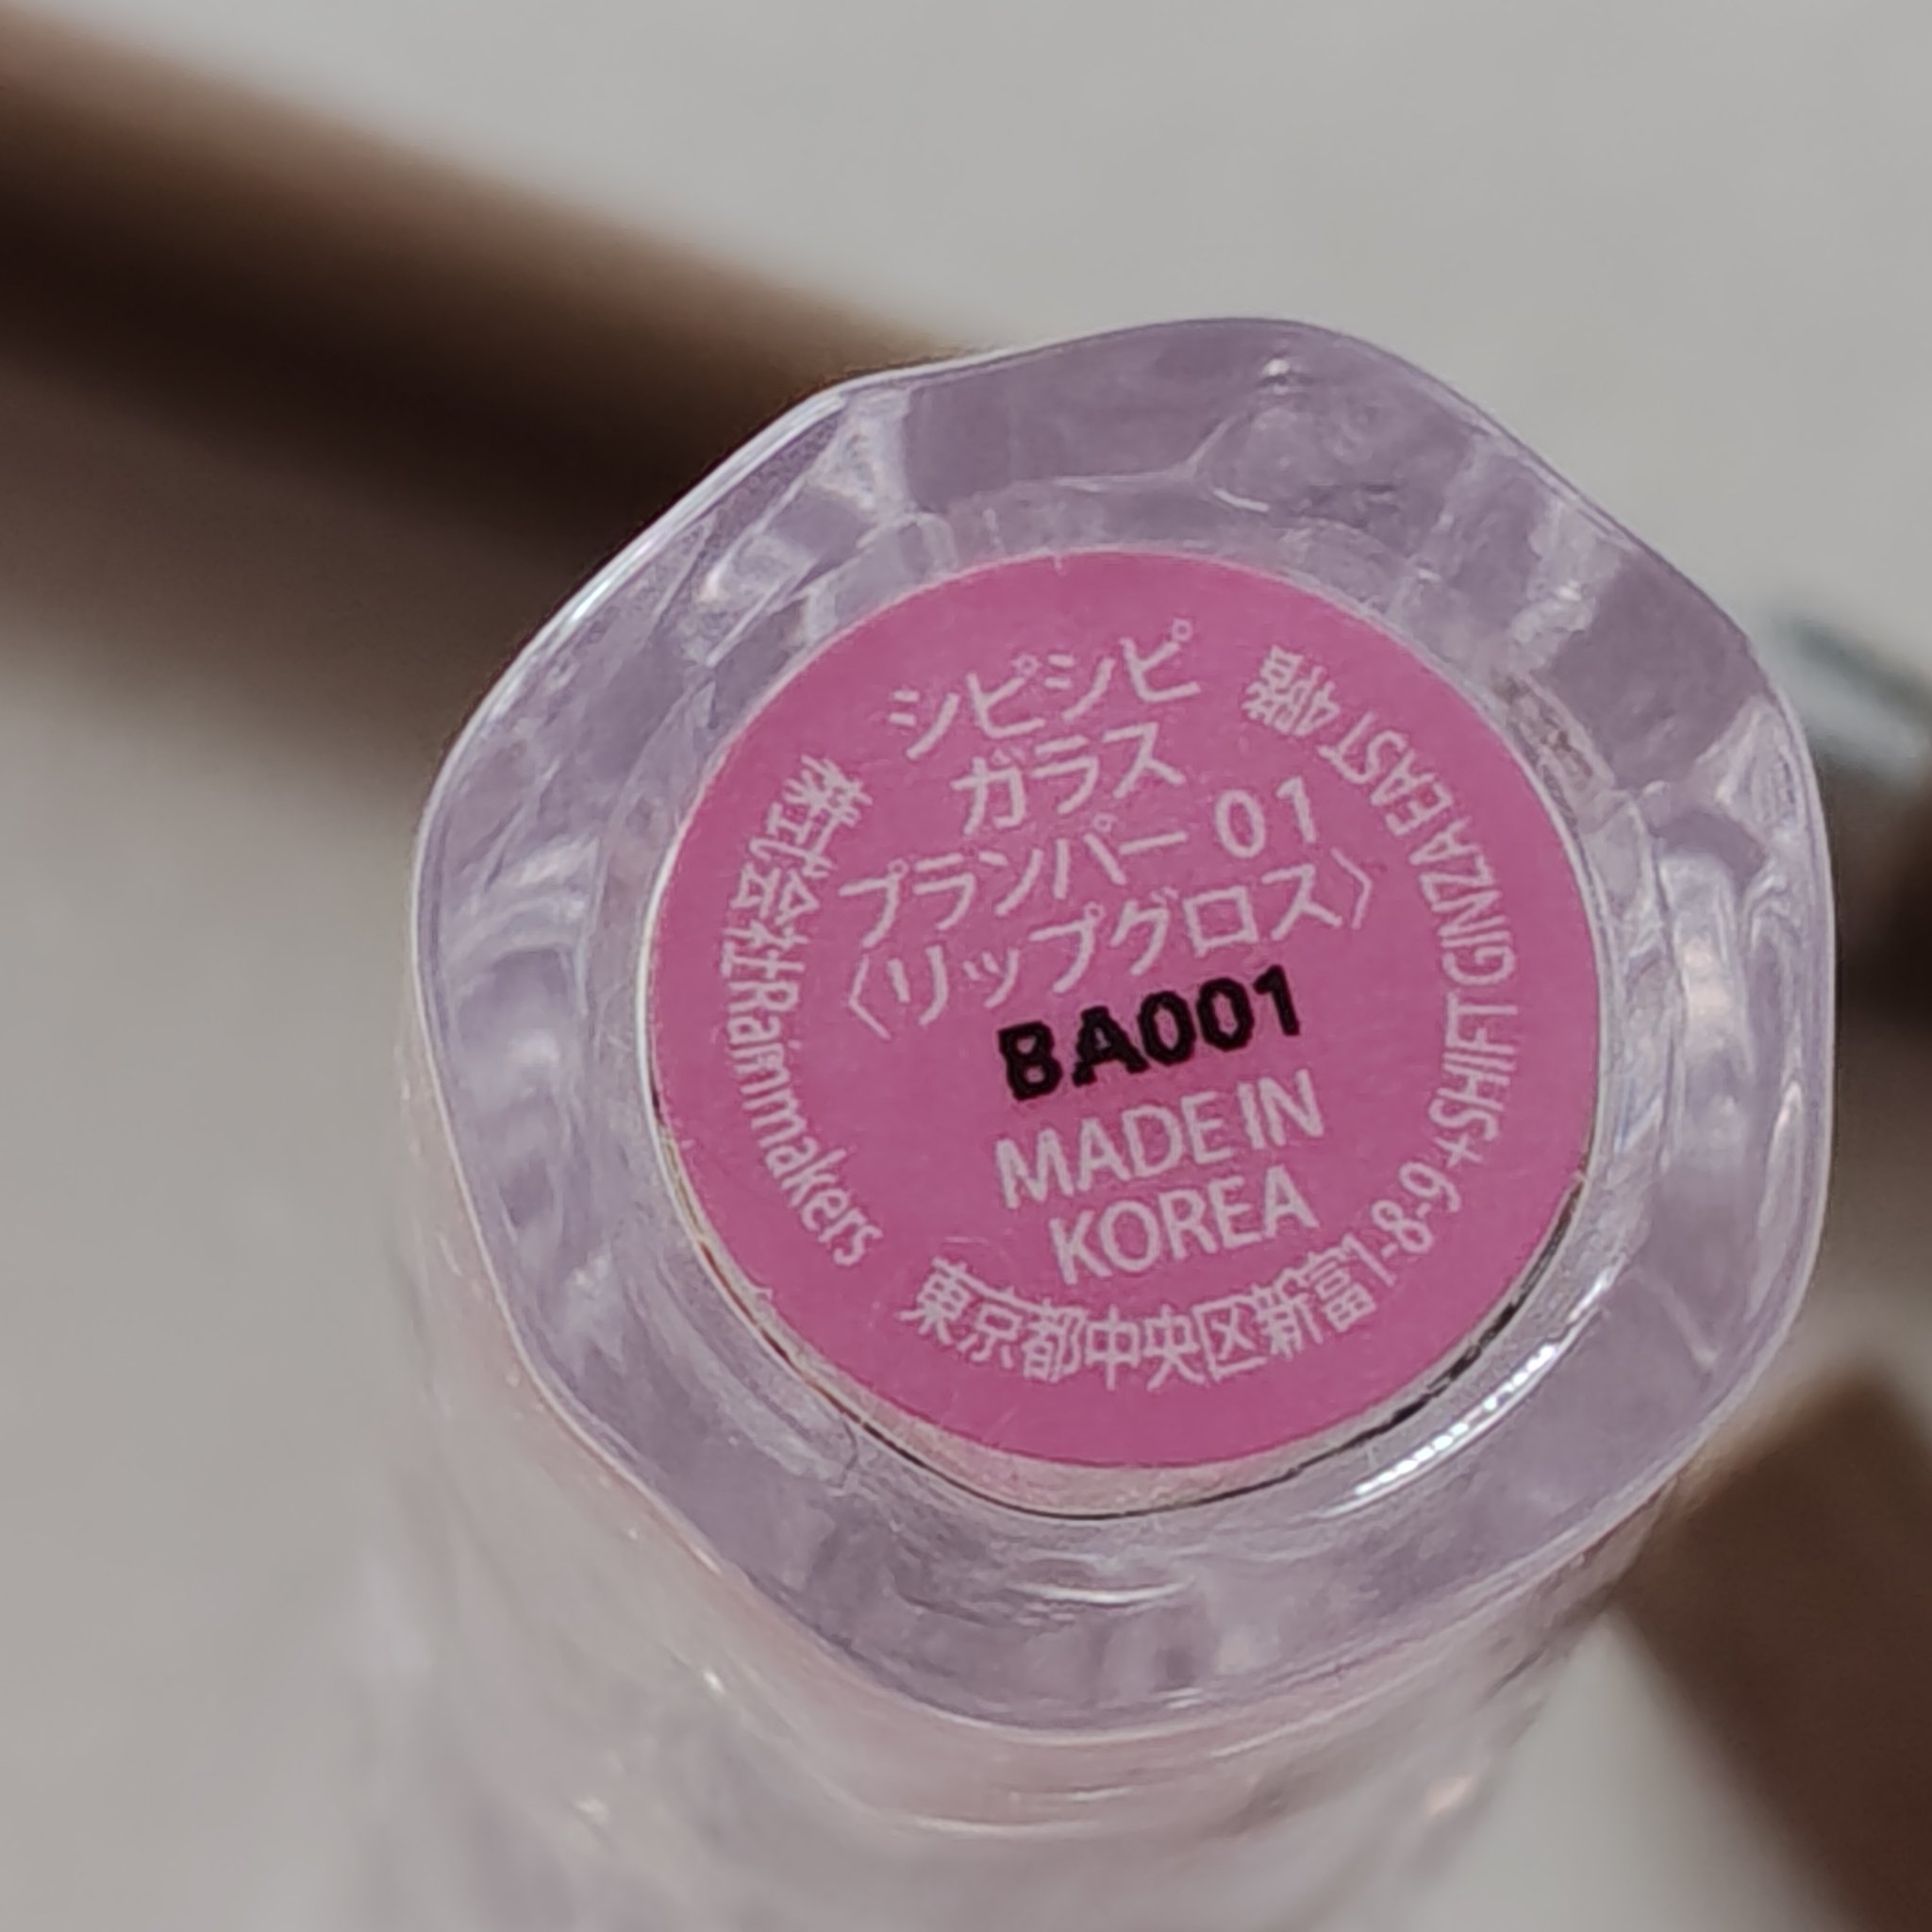 シピシピ
ガラス
プランパー 01
〈リップグロス〉
BA001
MADE IN
KOREA
株式会社Rainmakers
東京都中央区新富1-8-9 +SHIFT GINZA EAST 4階